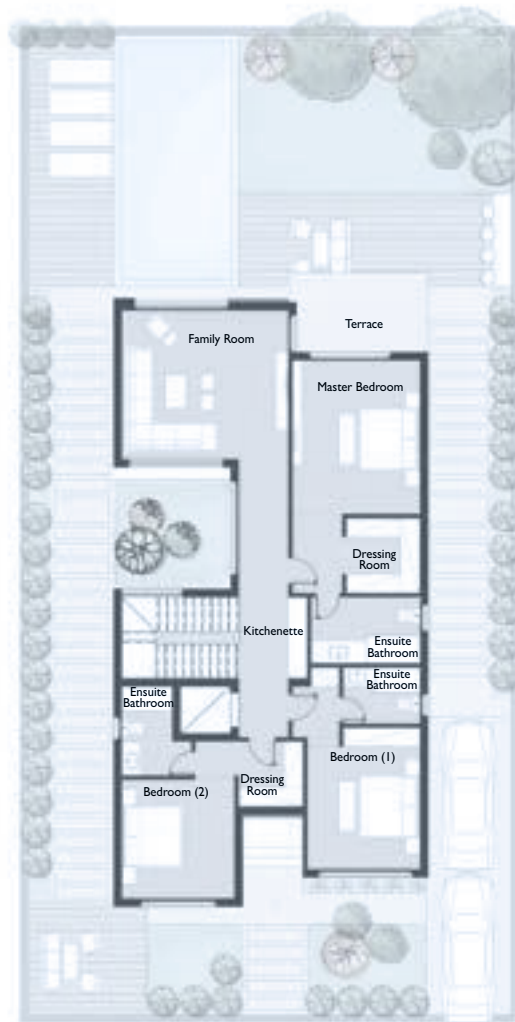 Terrace
Family Room
Master Bedroom
Dressing
Room
Kitchenette
Ensuite
Bathroom
Ensuite
Bathroom
Ensuite
Bathroom
Bedroom (1)
Dressing
Room
Bedroom (2)